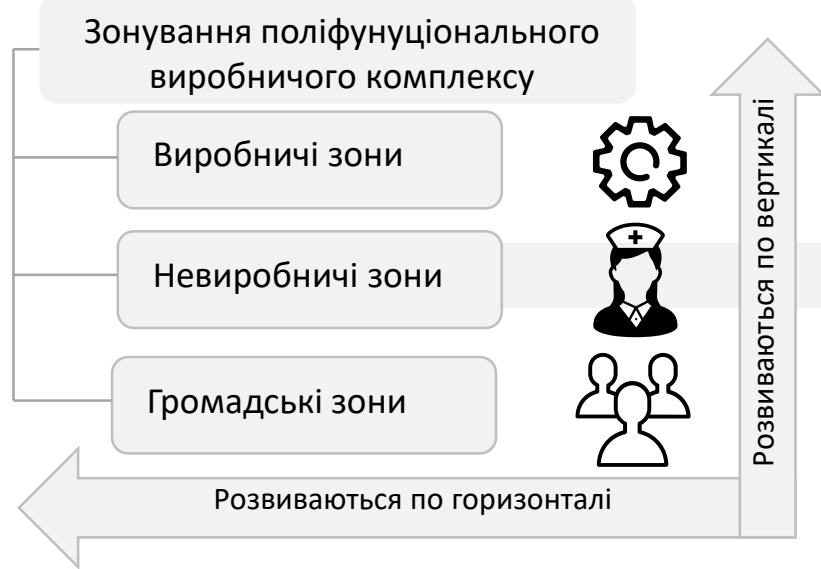 Зонування поліфунуціонального
виробничого комплексу
Виробничі зони
Невиробничі зони
Громадські зони
Розвиваються по вертикалі
Розвиваються по горизонталі